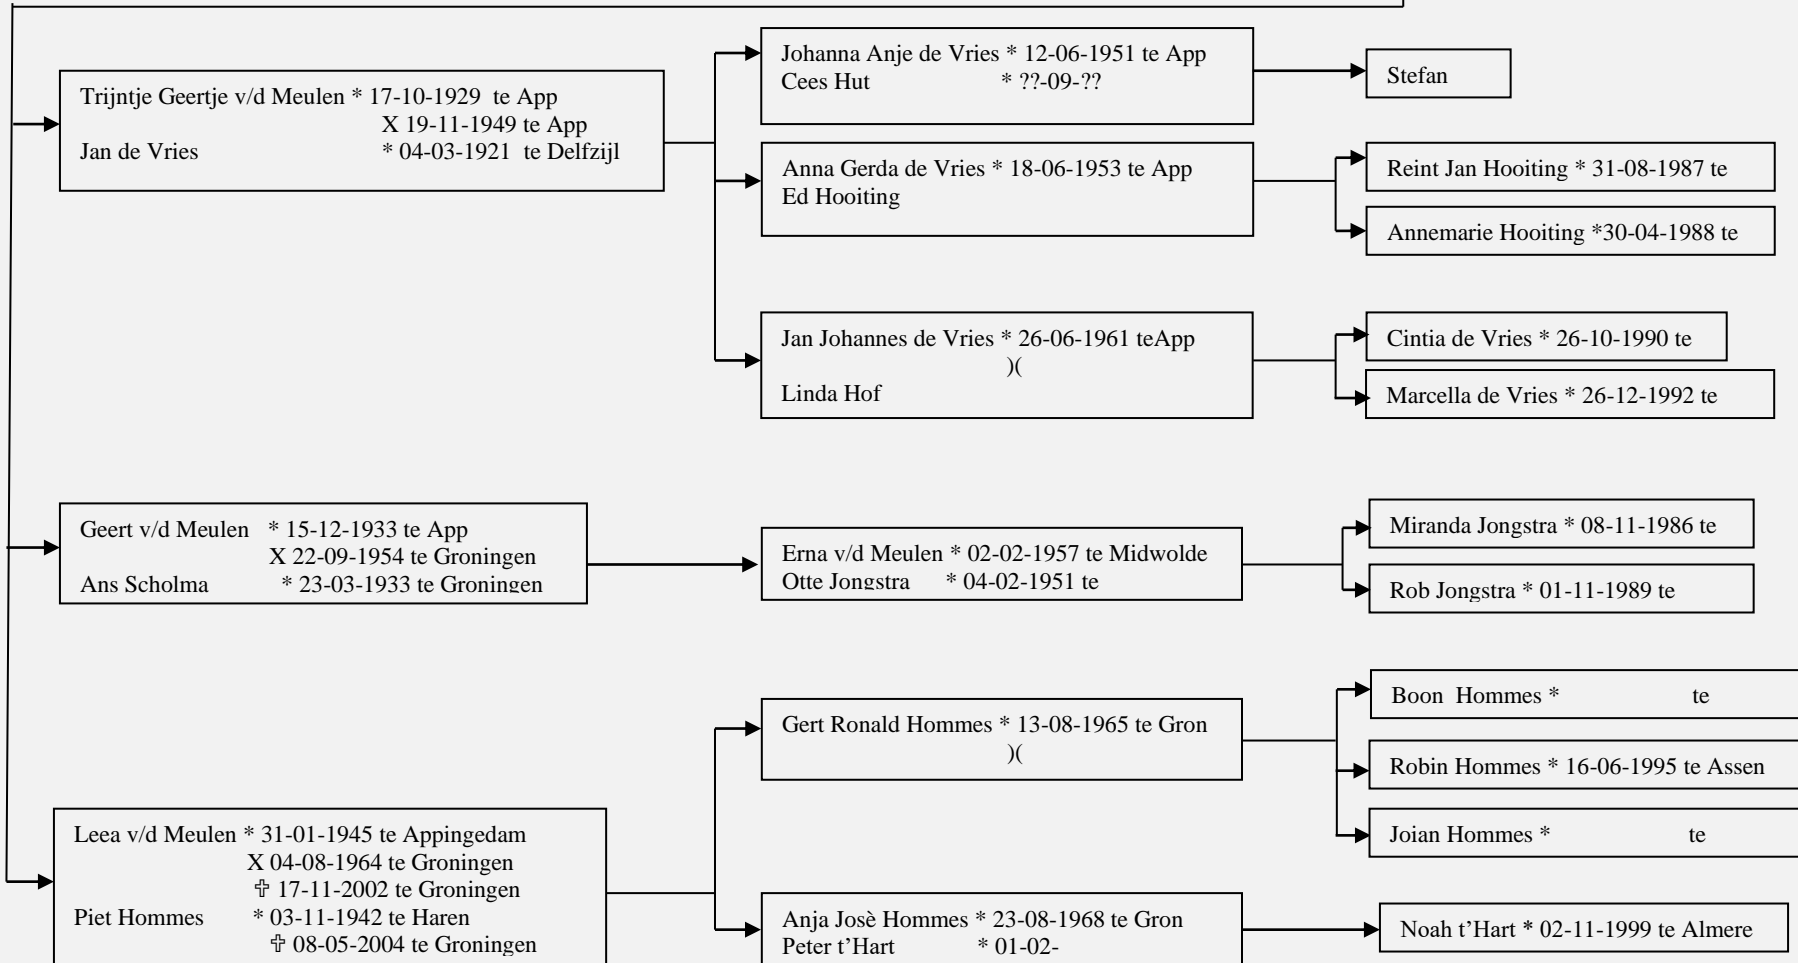 Trijntje Geertje v/d Meulen * 17-10-1929 te App
X 19-11-1949 te App
Jan de Vries * 04-03-1921 te Delfzijl
Johanna Anje de Vries * 12-06-1951 te App
Cees Hut * ??-09-??
Stefan
Anna Gerda de Vries * 18-06-1953 te App
Ed Hooiting
Reint Jan Hooiting * 31-08-1987 te
Annemarie Hooiting *30-04-1988 te
Jan Johannes de Vries * 26-06-1961 teApp
)(
Linda Hof
Cintia de Vries * 26-10-1990 te
Marcella de Vries * 26-12-1992 te
Geert v/d Meulen * 15-12-1933 te App
X 22-09-1954 te Groningen
Ans Scholma * 23-03-1933 te Groningen
Erna v/d Meulen * 02-02-1957 te Midwolde
Otte Jongstra * 04-02-1951 te
Miranda Jongstra * 08-11-1986 te
Rob Jongstra * 01-11-1989 te
Leea v/d Meulen * 31-01-1945 te Appingedam
X 04-08-1964 te Groningen
✞ 17-11-2002 te Groningen
Piet Hommes * 03-11-1942 te Haren
✞ 08-05-2004 te Groningen
Gert Ronald Hommes * 13-08-1965 te Gron
)(
Boon Hommes * te
Robin Hommes * 16-06-1995 te Assen
Joian Hommes * te
Anja Josè Hommes * 23-08-1968 te Gron
Peter t’Hart * 01-02-
Noah t’Hart * 02-11-1999 te Almere